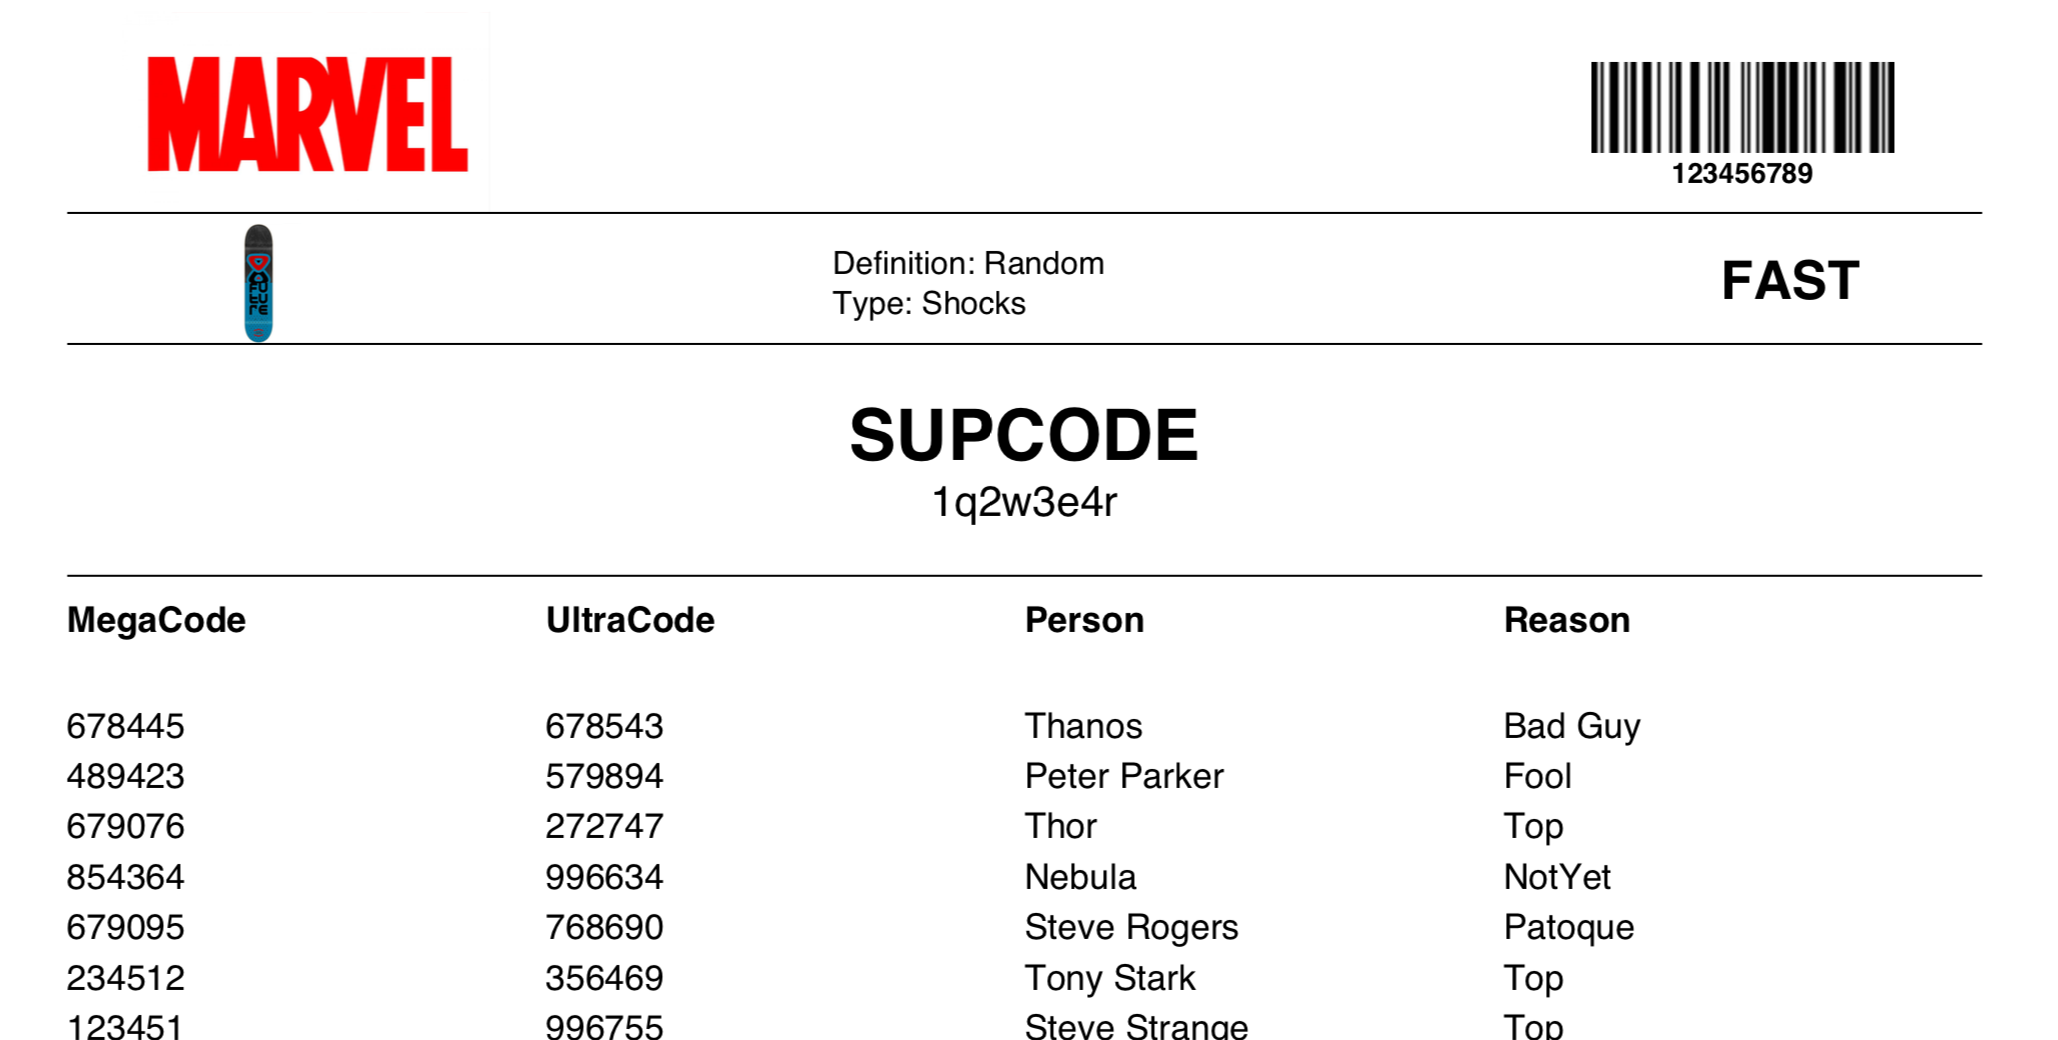 MARVEL
123456789
Definition: Random
Type: Shocks
FAST
SUPCODE
1q2w3e4r
MegaCode UltraCode Person Reason
678445 678543 Thanos Bad Guy
489423 579894 Peter Parker Fool
679076 272747 Thor Top
854364 996634 Nebula NotYet
679095 768690 Steve Rogers Patoque
234512 356469 Tony Stark Top
123451 996755 Steve Strange Top